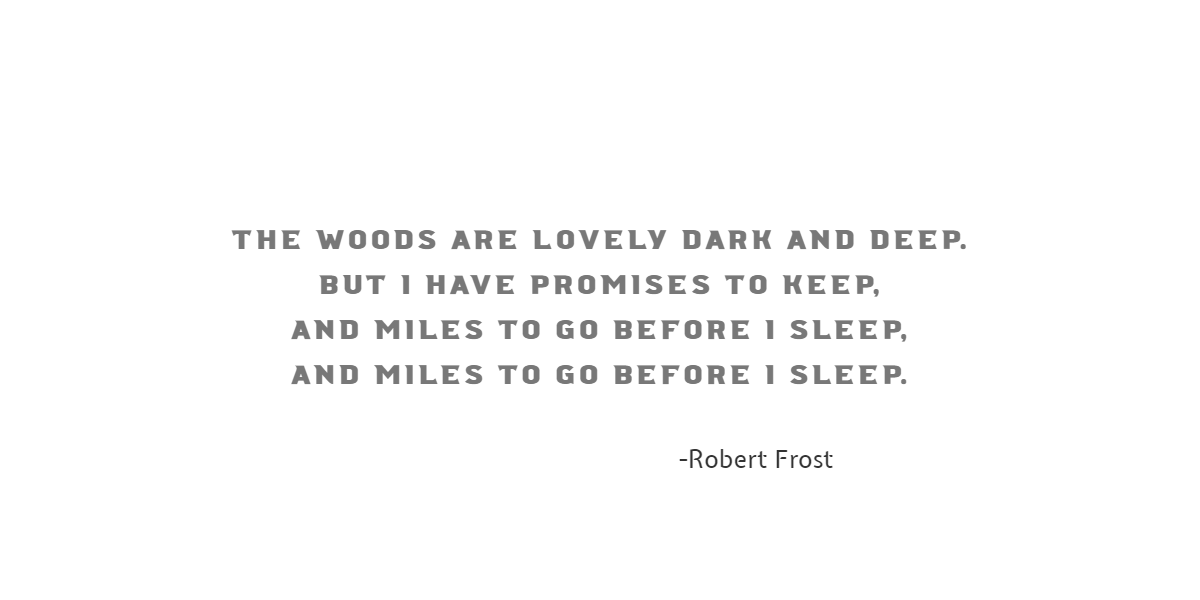 THE WOODS ARE LOVELY DARK AND DEEP.
BUT I HAVE PROMISES TO KEEP,
AND MILES TO GO BEFORE I SLEEP,
AND MILES TO GO BEFORE I SLEEP.
-Robert Frost